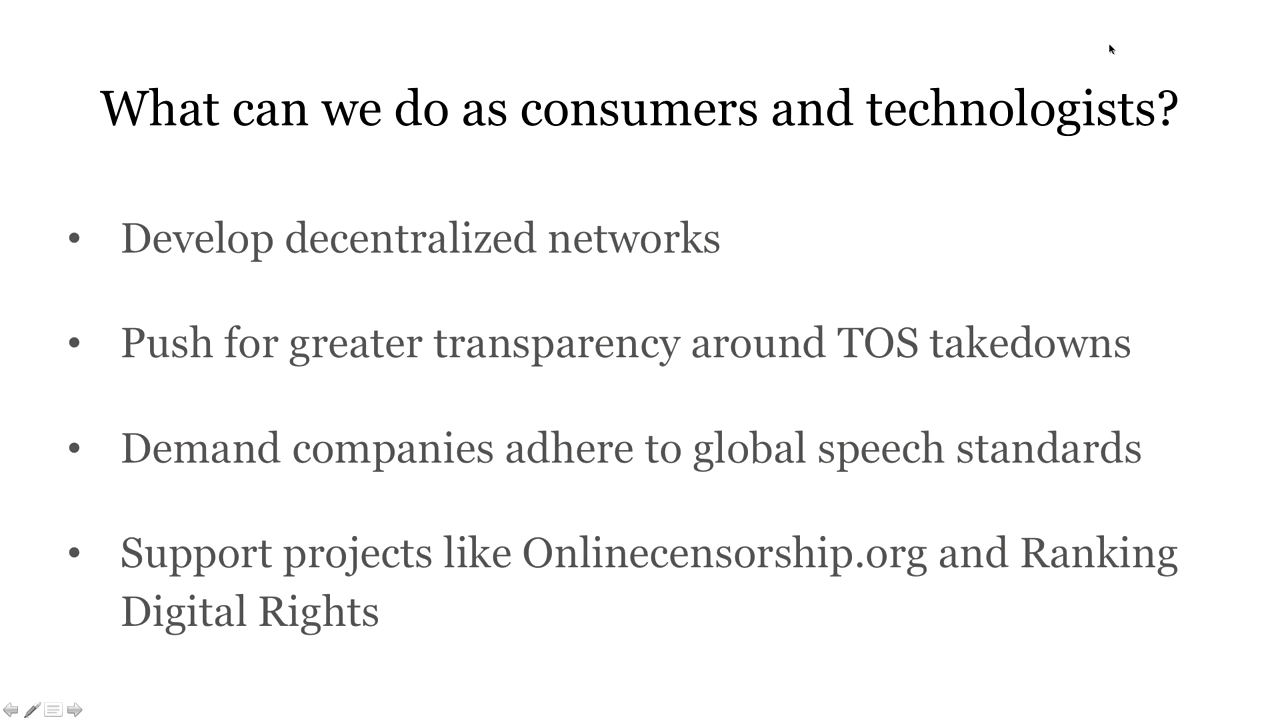 What can we do as consumers and technologists?
• Develop decentralized networks
• Push for greater transparency around TOS takedowns
• Demand companies adhere to global speech standards
• Support projects like Onlinecensorship.org and Ranking
Digital Rights